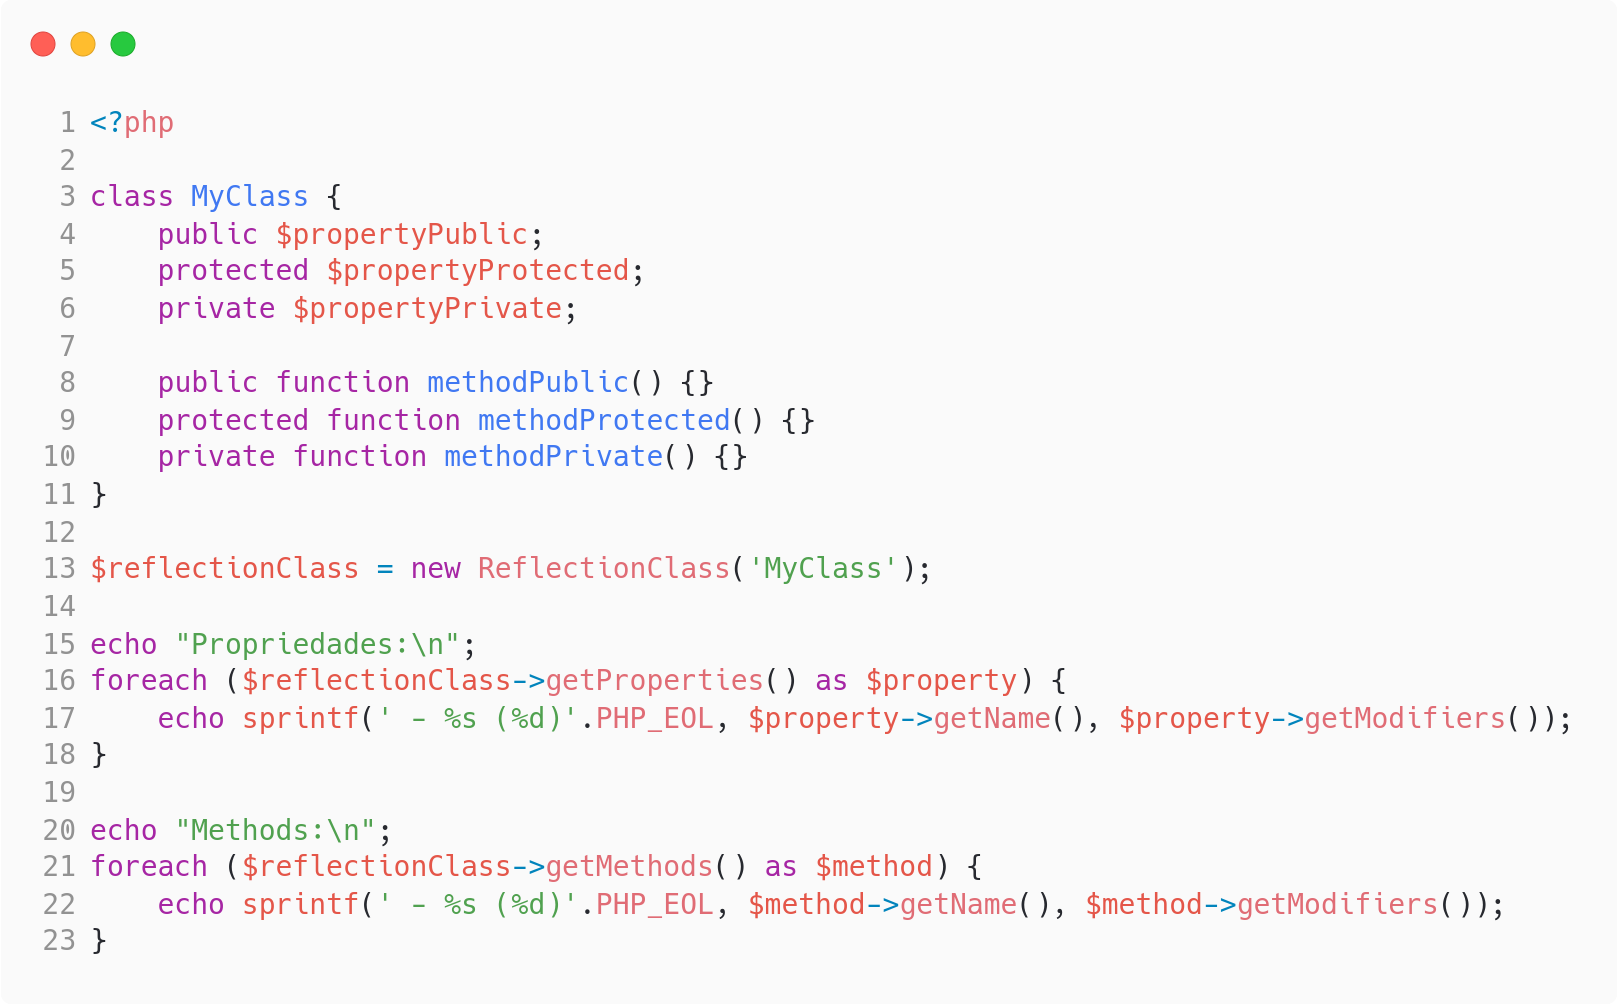 1 <?php
2
3 class MyClass {
4     public $propertyPublic;
5     protected $propertyProtected;
6     private $propertyPrivate;
7
8     public function methodPublic() {}
9     protected function methodProtected() {}
10     private function methodPrivate() {}
11 }
12
13 $reflectionClass = new ReflectionClass('MyClass');
14
15 echo "Propriedades:\n";
16 foreach ($reflectionClass->getProperties() as $property) {
17     echo sprintf(' - %s (%d)'.PHP_EOL, $property->getName(), $property->getModifiers());
18 }
19
20 echo "Methods:\n";
21 foreach ($reflectionClass->getMethods() as $method) {
22     echo sprintf(' - %s (%d)'.PHP_EOL, $method->getName(), $method->getModifiers());
23 }